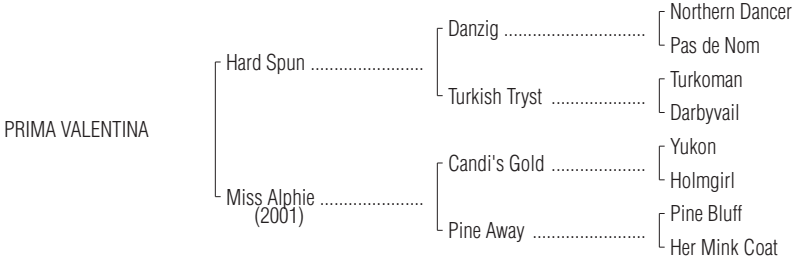 Northern Dancer
Danzig ..............................
Pas de Nom
Hard Spun ........................
Turkoman
Turkish Tryst ....................
Darbyvail
PRIMA VALENTINA
Yukon
Candi's Gold ....................
Holmgirl
Miss Alphie ......................
(2001)
Pine Bluff
Pine Away ........................
Her Mink Coat